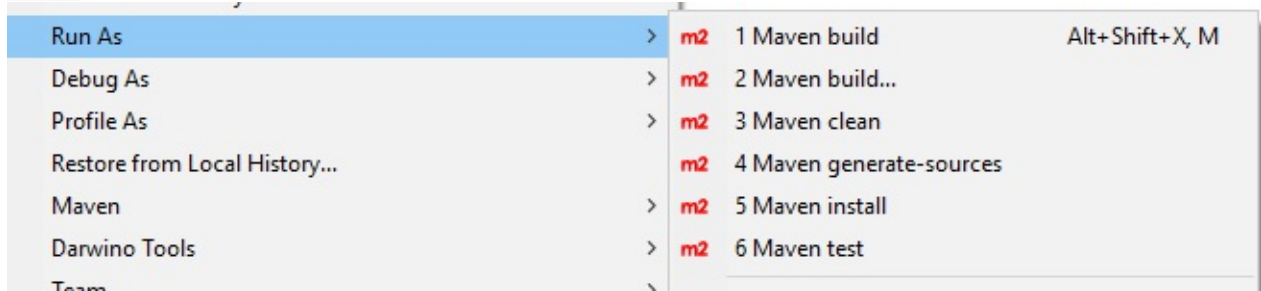 Run As
Debug As
Profile As
Restore from Local History...
Maven
Darwino Tools
Team
m2 1 Maven build Alt+Shift+X, M
m2 2 Maven build...
m2 3 Maven clean
m2 4 Maven generate-sources
m2 5 Maven install
m2 6 Maven test